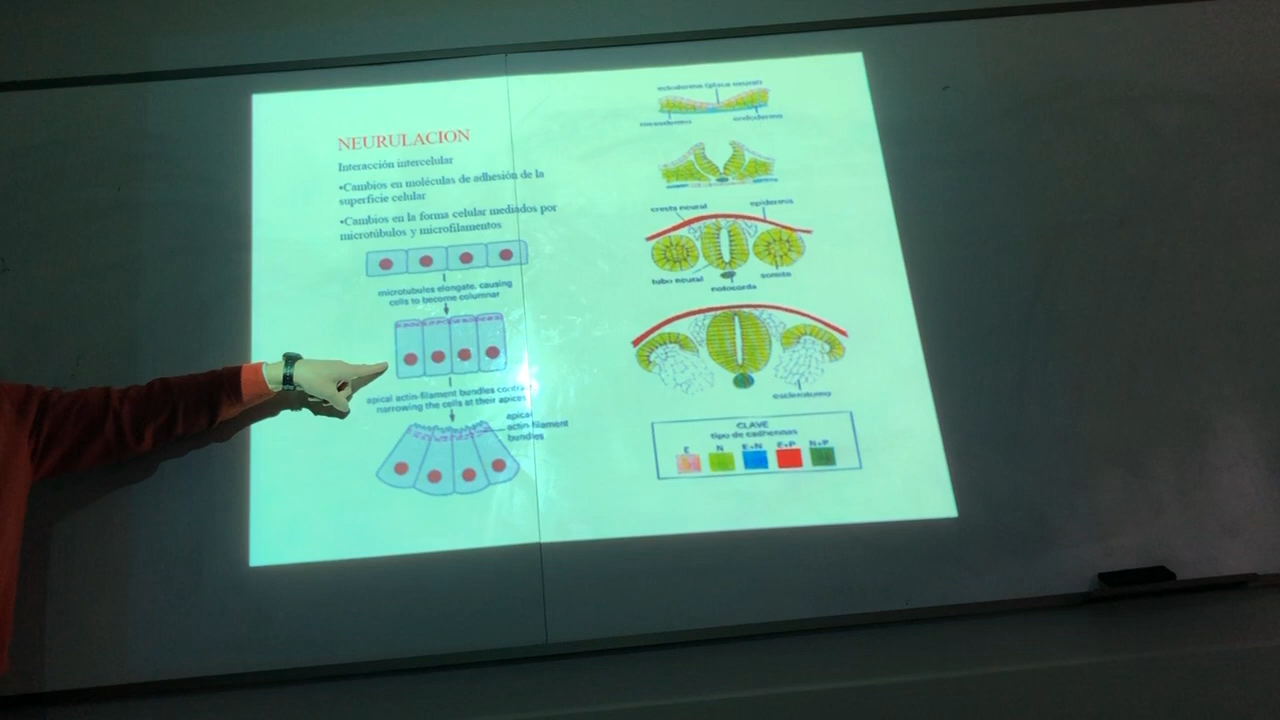 NEURULACION
Interacción intercelular
•Cambios en moléculas de adhesión de la
superficie celular
•Cambios en la forma celular mediados por
microtúbulos y microfilamentos
microtubules elongate, causing
cells to become columnar
apical actin-filament bundles contract
narrowing the cells at their apices
apical
actin-filament
bundles
ectodermo (placa neural)
mesodermo
endodermo
cresta neural
epidermis
tubo neural
somito
notocorda
esclerotomo
CLAVE
tipo de cadherinas
E N E+N E+P N+P